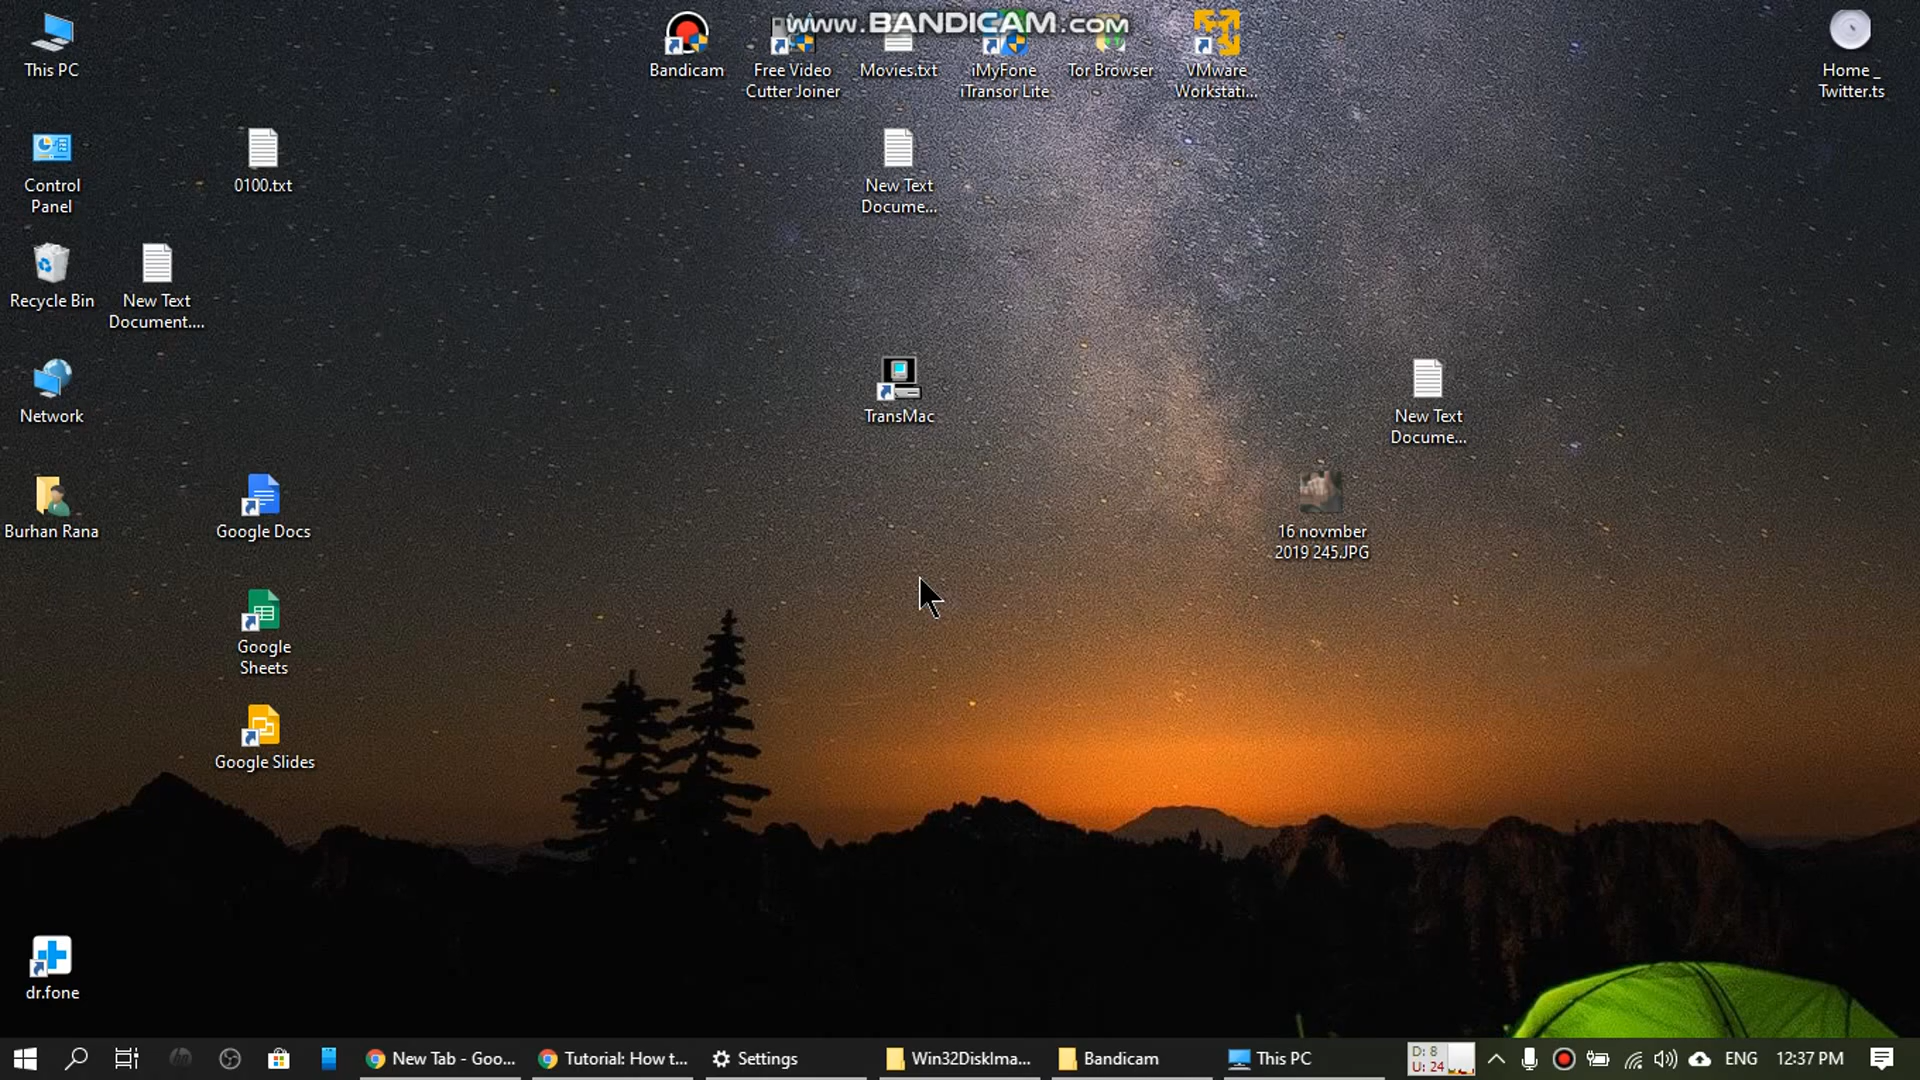 www.BANDICAM.com
This PC
Bandicam
Free Video
Cutter Joiner
Movies.txt
iMyFone
iTransor Lite
Tor Browser
VMware
Workstati...
Home _
Twitter.ts
Control
Panel
0100.txt
New Text
Docume...
Recycle Bin
New Text
Document....
Network
TransMac
New Text
Docume...
Burhan Rana
Google Docs
16 novmber
2019 245.JPG
Google
Sheets
Google Slides
dr.fone
New Tab - Goo...
Tutorial: How t...
Settings
Win32DiskIma...
Bandicam
This PC
D: 8
U: 24
ENG
12:37 PM